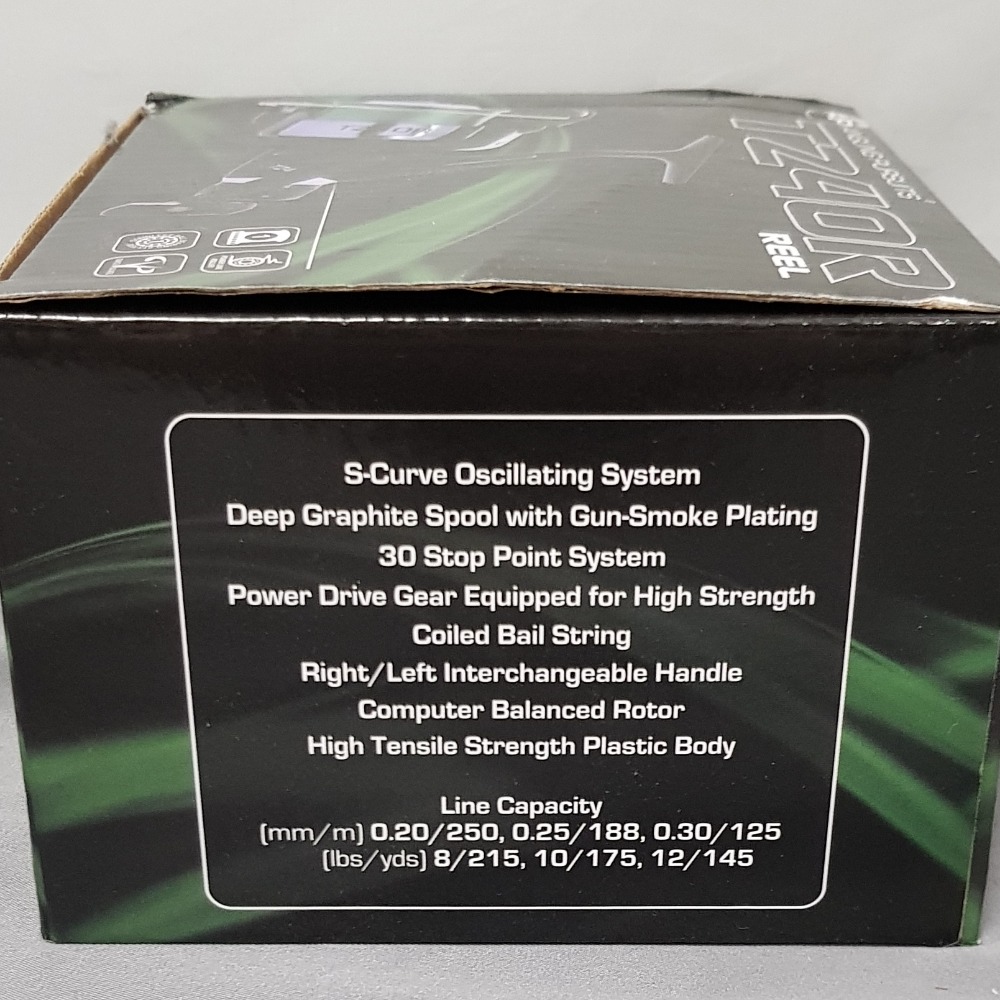 TZ40R
REEL
S-Curve Oscillating System
Deep Graphite Spool with Gun-Smoke Plating
30 Stop Point System
Power Drive Gear Equipped for High Strength
Coiled Bail String
Right/Left Interchangeable Handle
Computer Balanced Rotor
High Tensile Strength Plastic Body
Line Capacity
(mm/m) 0.20/250, 0.25/188, 0.30/125
(lbs/yds) 8/215, 10/175, 12/145